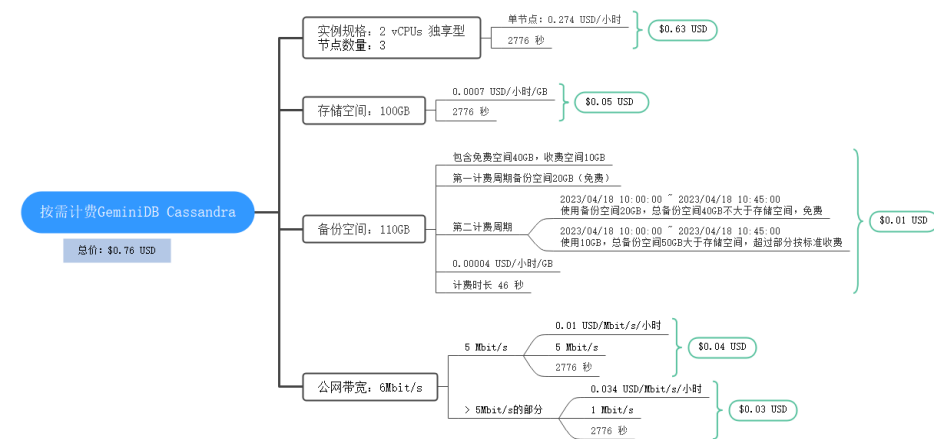 按需计费GeminiDB Cassandra
总价: $0.76 USD
实例规格: 2 vCPUs 独享型
节点数量: 3
单节点: 0.274 USD/小时
2776 秒
$0.63 USD
存储空间: 100GB
0.0007 USD/小时/GB
2776 秒
$0.05 USD
备份空间: 110GB
包含免费空间40GB, 收费空间10GB
第一计费周期备份空间20GB (免费)
第二计费周期
2023/04/18 10:00:00 ~ 2023/04/18 10:45:00
使用备份空间20GB, 总备份空间40GB不大于存储空间, 免费
2023/04/18 10:00:00 ~ 2023/04/18 10:45:00
使用10GB, 总备份空间50GB大于存储空间, 超过部分按标准收费
0.00004 USD/小时/GB
计费时长 46 秒
$0.01 USD
公网带宽: 6Mbit/s
5 Mbit/s
0.01 USD/Mbit/s/小时
5 Mbit/s
2776 秒
$0.04 USD
> 5Mbit/s的部分
0.034 USD/Mbit/s/小时
1 Mbit/s
2776 秒
$0.03 USD